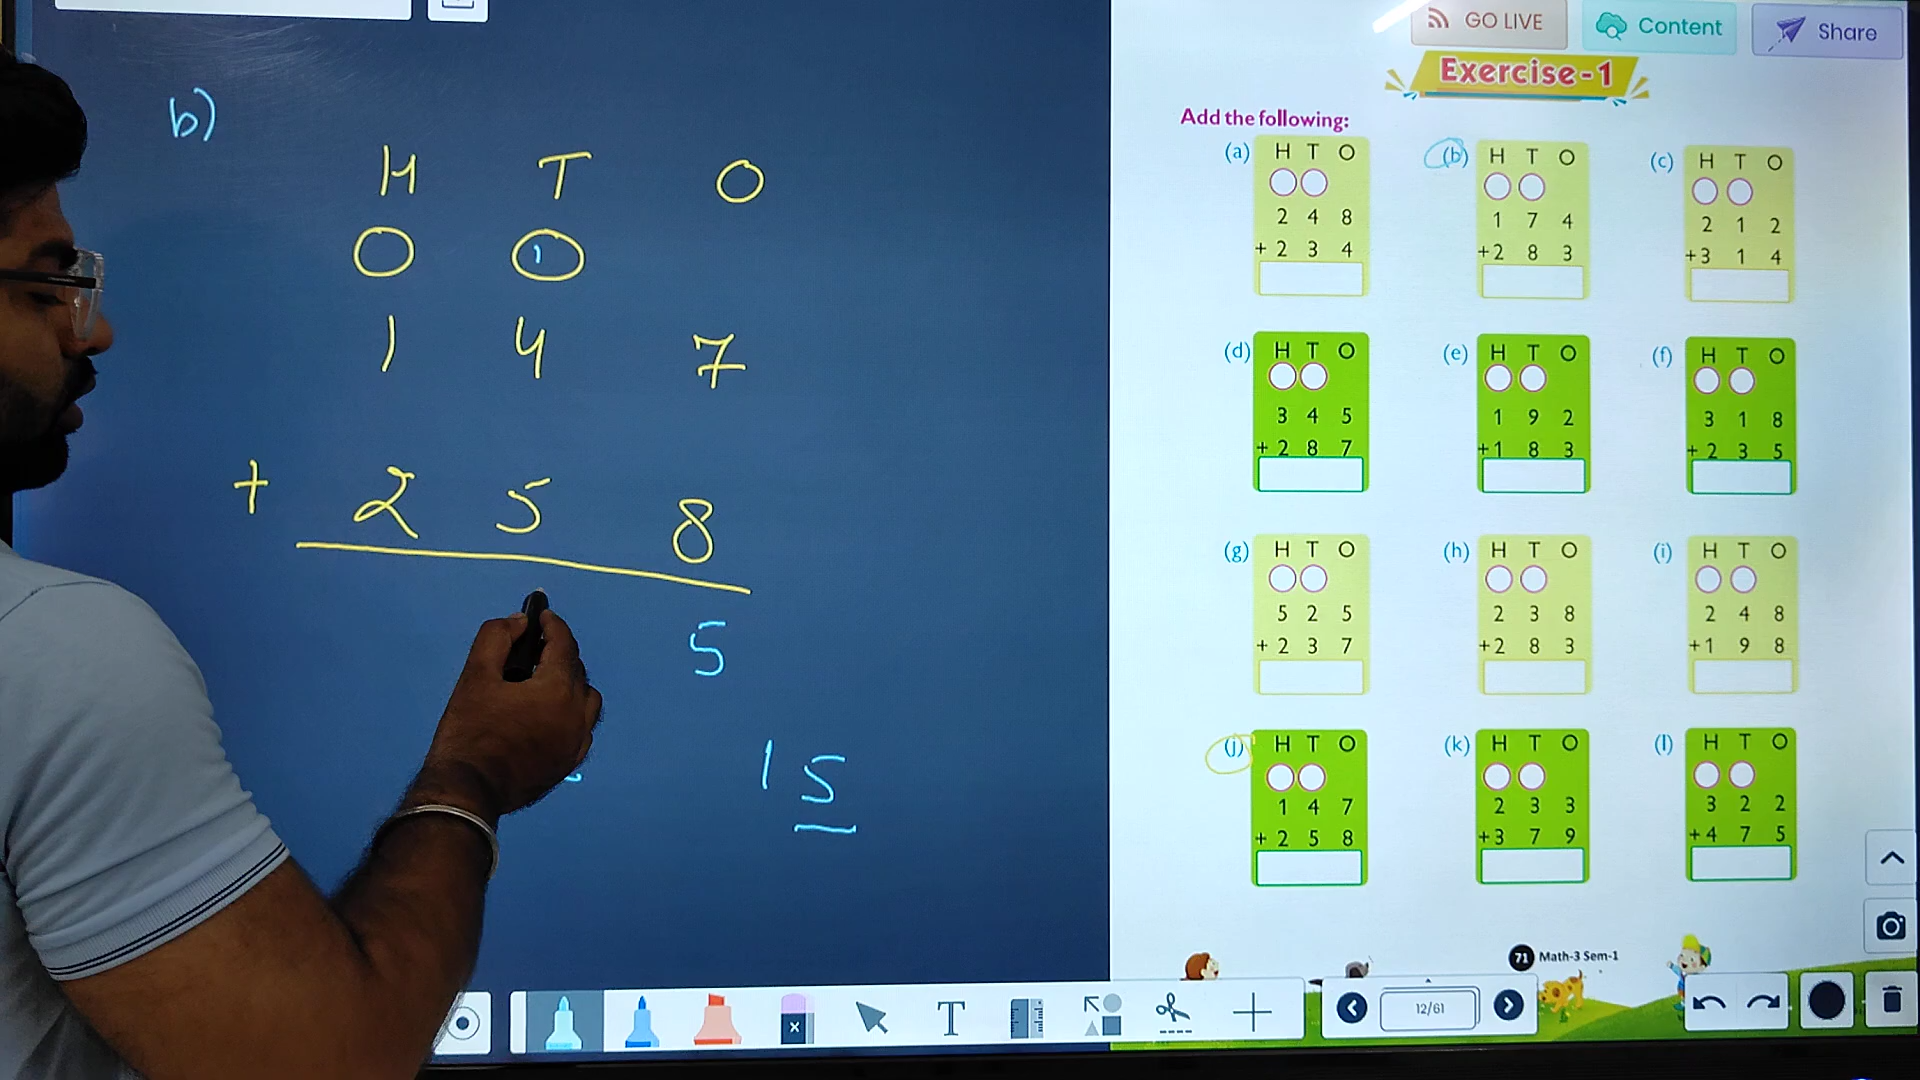 b)
H T O
1
1 4 7
+ 2 5 8
5
15
GO LIVE
Content
Share
Exercise-1
Add the following:
(a) H T O
2 4 8
+ 2 3 4
(b) H T O
1 7 4
+2 8 3
(c) H T O
2 1 2
+3 1 4
(d) H T O
3 4 5
+ 2 8 7
(e) H T O
1 9 2
+1 8 3
(f) H T O
3 1 8
+ 2 3 5
(g) H T O
5 2 5
+ 2 3 7
(h) H T O
2 3 8
+2 8 3
(i) H T O
2 4 8
+1 9 8
(j) H T O
1 4 7
+ 2 5 8
(k) H T O
2 3 3
+3 7 9
(l) H T O
3 2 2
+4 7 5
71 Math-3 Sem-1
x T 12/61